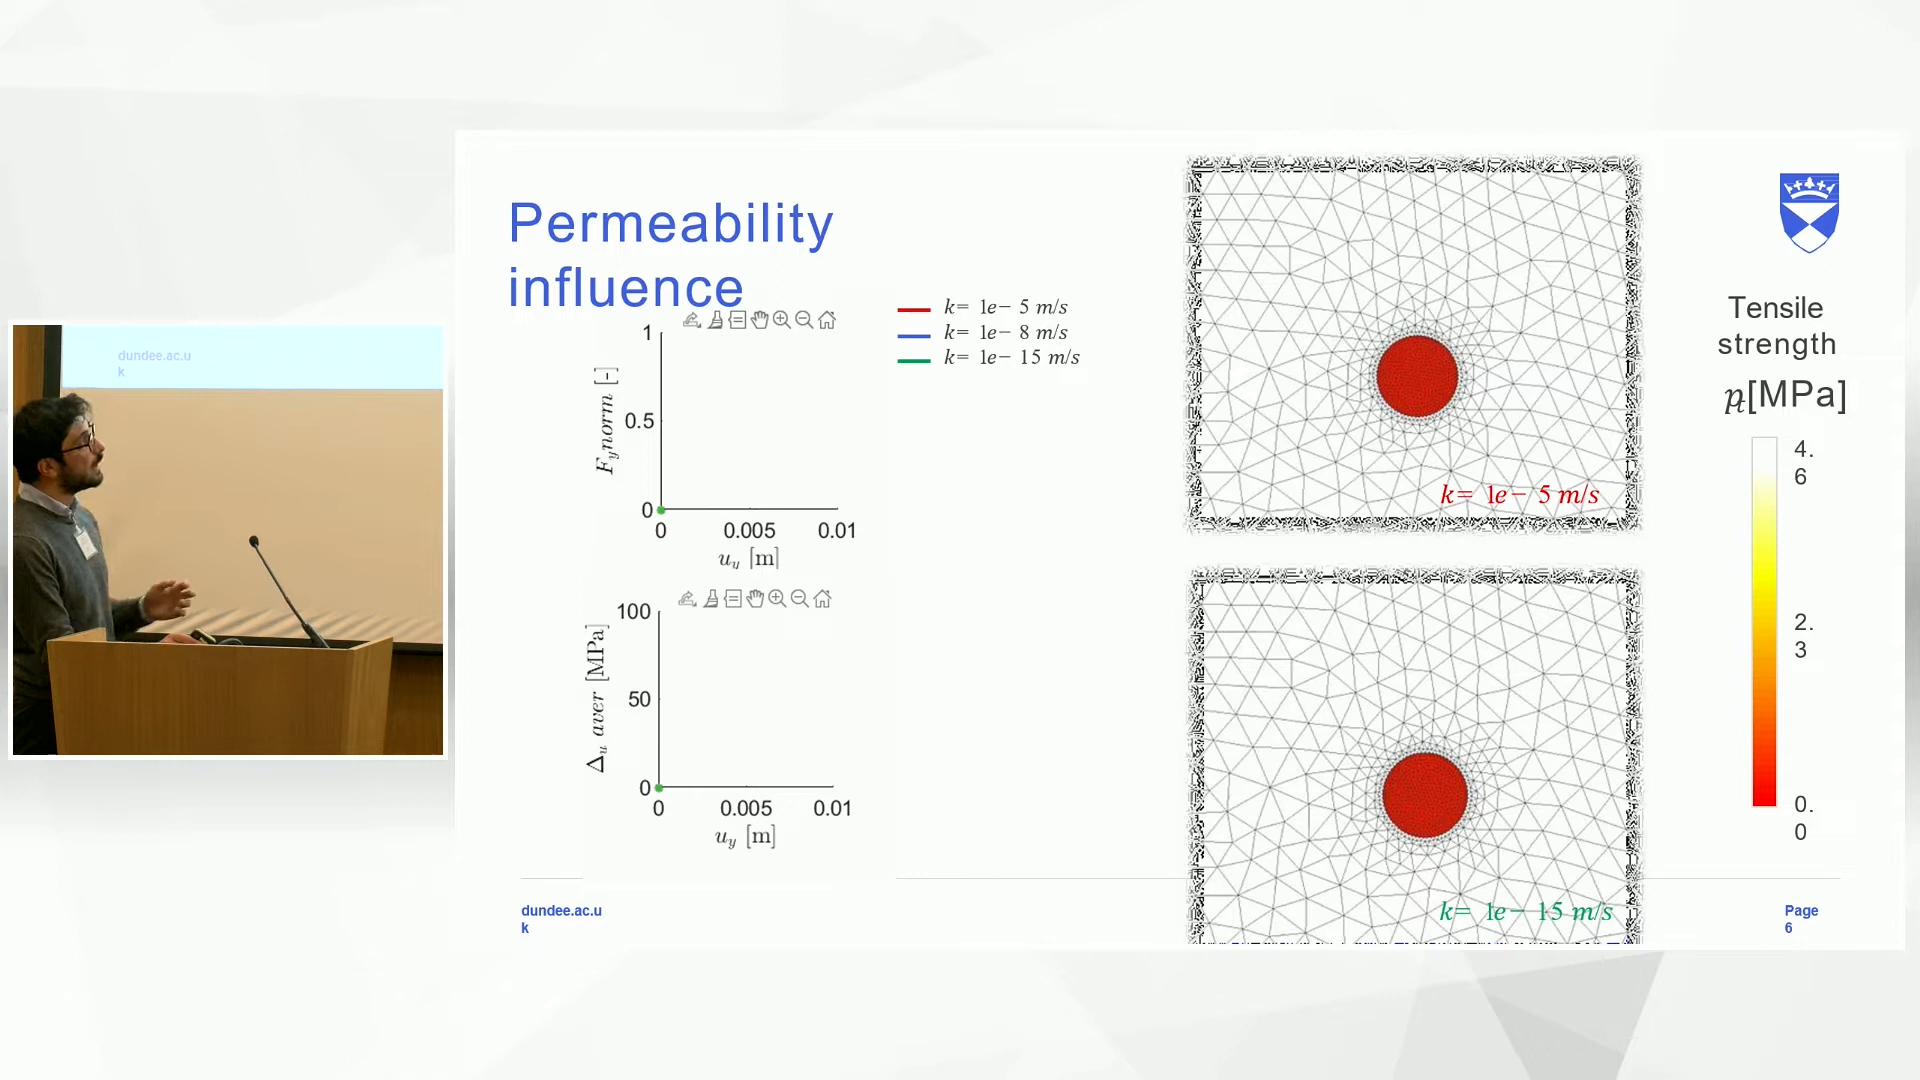 dundee.ac.u
k
Permeability
influence
k= 1e− 5 m/s
k= 1e− 8 m/s
k= 1e− 15 m/s
1
0.5
0
F_y norm [-]
0 0.005 0.01
u_y [m]
100
50
0
Δ_u aver [MPa]
0 0.005 0.01
u_y [m]
k= 1e− 5 m/s
k= 1e− 15 m/s
Tensile
strength
p_t[MPa]
4.
6
2.
3
0.
0
dundee.ac.u
k
Page
6